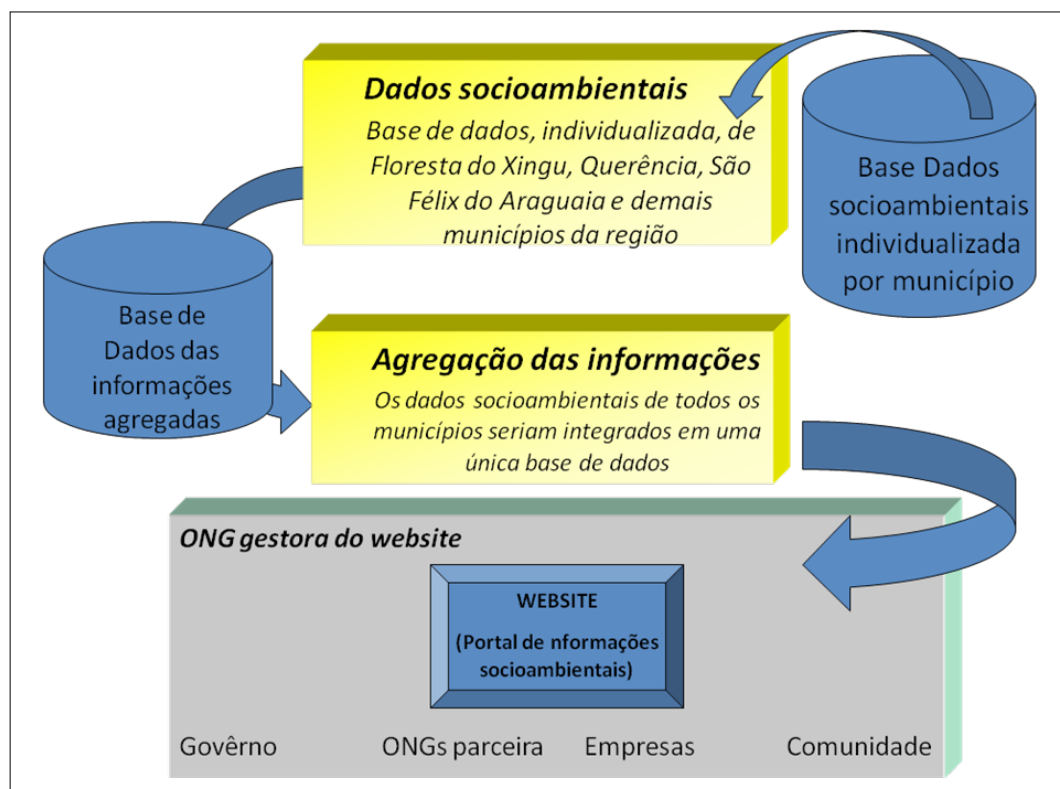 Dados socioambientais
Base de dados, individualizada, de
Floresta do Xingu, Querência, São
Félix do Araguaia e demais
municípios da região
Base Dados
socioambientais
individualizada
por município
Base de
Dados das
informações
agregadas
Agregação das informações
Os dados socioambientais de todos os
municípios seriam integrados em uma
única base de dados
ONG gestora do website
WEBSITE
(Portal de nformações
socioambientais)
Govêrno ONGs parceira Empresas Comunidade